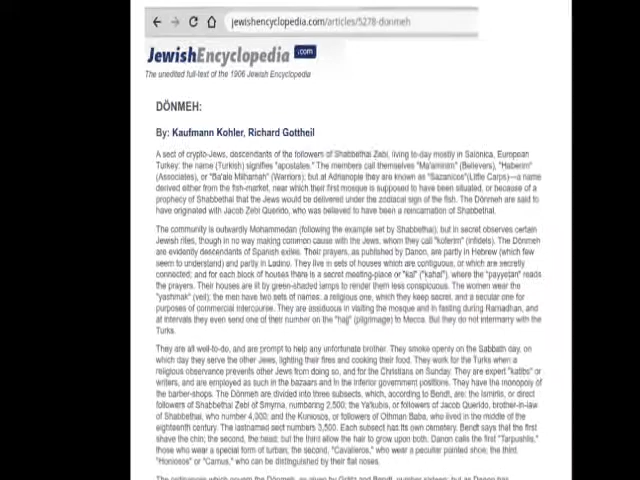 jewishencyclopedia.com/articles/5278-donmeh
JewishEncyclopedia .com
The unedited full-text of the 1906 Jewish Encyclopedia
DÖNMEH:
By: Kaufmann Kohler, Richard Gottheil
A sect of crypto-Jews, descendants of the followers of Shabbethai Zebi, living to-day mostly in Salonica, European
Turkey: the name (Turkish) signifies "apostates." The members call themselves "Ma'aminim" (Believers), "Haberim"
(Associates), or "Ba'ale Milhamah" (Warriors); but at Adrianople they are known as "Sazanicos"(Little Carps)—a name
derived either from the fish-market, near which their first mosque is supposed to have been situated, or because of a
prophecy of Shabbethai that the Jews would be delivered under the zodiacal sign of the fish. The Dönmeh are said to
have originated with Jacob Zebi Querido, who was believed to have been a reincarnation of Shabbethai.
The community is outwardly Mohammedan (following the example set by Shabbethai), but in secret observes certain
Jewish rites, though in no way making common cause with the Jews, whom they call "koferim" (infidels). The Dönmeh
are evidently descendants of Spanish exiles. Their prayers, as published by Danon, are partly in Hebrew (which few
seem to understand) and partly in Ladino. They live in sets of houses which are contiguous, or which are secretly
connected; and for each block of houses there is a secret meeting-place or "kal" ("kahal"), where the "payyetan" reads
the prayers. Their houses are lit by green-shaded lamps to render them less conspicuous. The women wear the
"yashmak" (veil); the men have two sets of names: a religious one, which they keep secret, and a secular one for
purposes of commercial intercourse. They are assiduous in visiting the mosque and in fasting during Ramadhan, and
at intervals they even send one of their number on the "hajj" (pilgrimage) to Mecca. But they do not intermarry with the
Turks.
They are all well-to-do, and are prompt to help any unfortunate brother. They smoke openly on the Sabbath day, on
which day they serve the other Jews, lighting their fires and cooking their food. They work for the Turks when a
religious observance prevents other Jews from doing so, and for the Christians on Sunday. They are expert "katibs" or
writers, and are employed as such in the bazaars and in the inferior government positions. They have the monopoly of
the barber-shops. The Dönmeh are divided into three subsects, which, according to Bendt, are: the Ismirlis, or direct
followers of Shabbethai Zebi of Smyrna, numbering 2,500; the Ya'kubis, or followers of Jacob Querido, brother-in-law
of Shabbethai, who number 4,000; and the Kuniosos, or followers of Othman Baba, who lived in the middle of the
eighteenth century. The lastnamed sect numbers 3,500. Each subsect has its own cemetery. Bendt says that the first
shave the chin; the second, the head; but the third allow the hair to grow upon both. Danon calls the first "Tarpushlis,"
those who wear a special form of turban; the second, "Cavalieros," who wear a peculiar pointed shoe; the third,
"Honiosos" or "Camus," who can be distinguished by their flat noses.